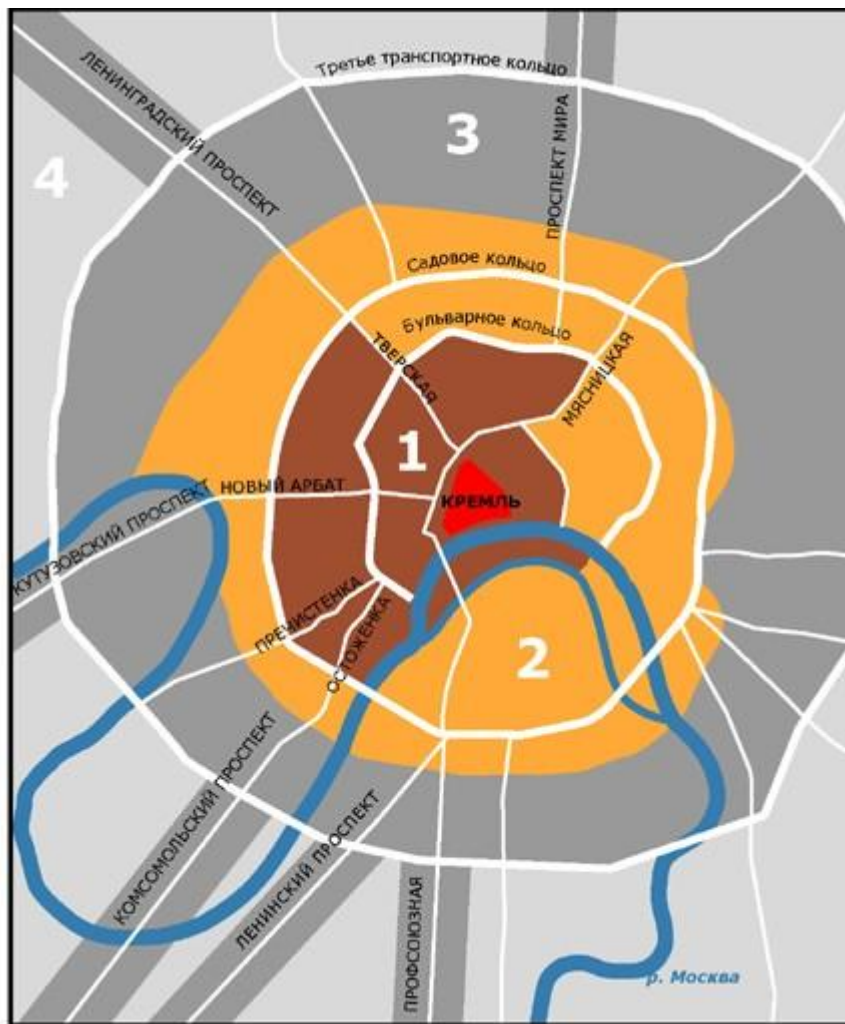 Третье транспортное кольцо
ЛЕНИНГРАДСКИЙ ПРОСПЕКТ
ПРОСПЕКТ МИРА
3
4
Садовое кольцо
Бульварное кольцо
ТВЕРСКАЯ
МЯСНИЦКАЯ
1
КРЕМЛЬ
НОВЫЙ АРБАТ
КУТУЗОВСКИЙ ПРОСПЕКТ
ПРЕЧИСТЕНКА
ОСТОЖЕНКА
2
КОМСОМОЛЬСКИЙ ПРОСПЕКТ
ЛЕНИНСКИЙ ПРОСПЕКТ
ПРОФСОЮЗНАЯ
р. Москва